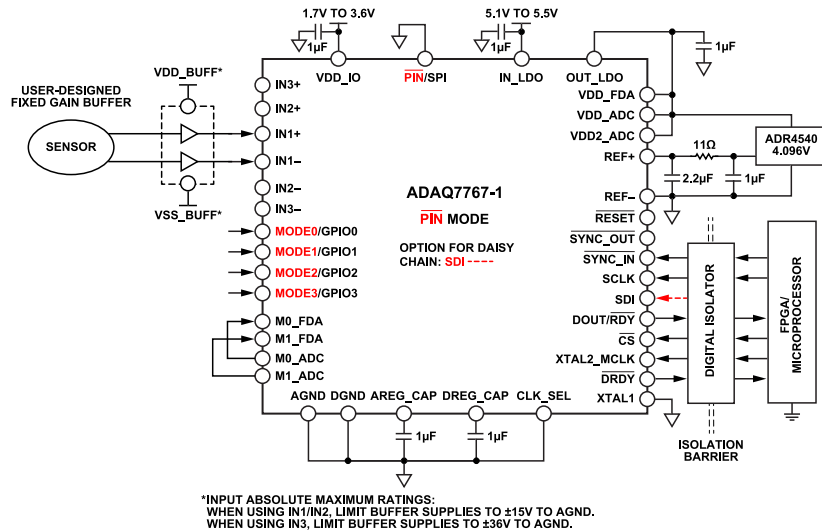 1.7V TO 3.6V
5.1V TO 5.5V
1µF
1µF
1µF
VDD_IO
PIN/SPI
IN_LDO
OUT_LDO
VDD_BUFF*
USER-DESIGNED
FIXED GAIN BUFFER
SENSOR
VSS_BUFF*
IN3+
IN2+
IN1+
IN1–
IN2–
IN3–
MODE0/GPIO0
MODE1/GPIO1
MODE2/GPIO2
MODE3/GPIO3
M0_FDA
M1_FDA
M0_ADC
M1_ADC
ADAQ7767-1
PIN MODE
OPTION FOR DAISY
CHAIN: SDI ----
VDD_FDA
VDD_ADC
VDD2_ADC
REF+
REF–
RESET
SYNC_OUT
SYNC_IN
SCLK
SDI
DOUT/RDY
CS
XTAL2_MCLK
DRDY
XTAL1
11Ω
2.2µF
1µF
ADR4540
4.096V
DIGITAL ISOLATOR
FPGA/
MICROPROCESSOR
ISOLATION
BARRIER
AGND
DGND
AREG_CAP
DREG_CAP
CLK_SEL
1µF
1µF
*INPUT ABSOLUTE MAXIMUM RATINGS:
WHEN USING IN1/IN2, LIMIT BUFFER SUPPLIES TO ±15V TO AGND.
WHEN USING IN3, LIMIT BUFFER SUPPLIES TO ±36V TO AGND.